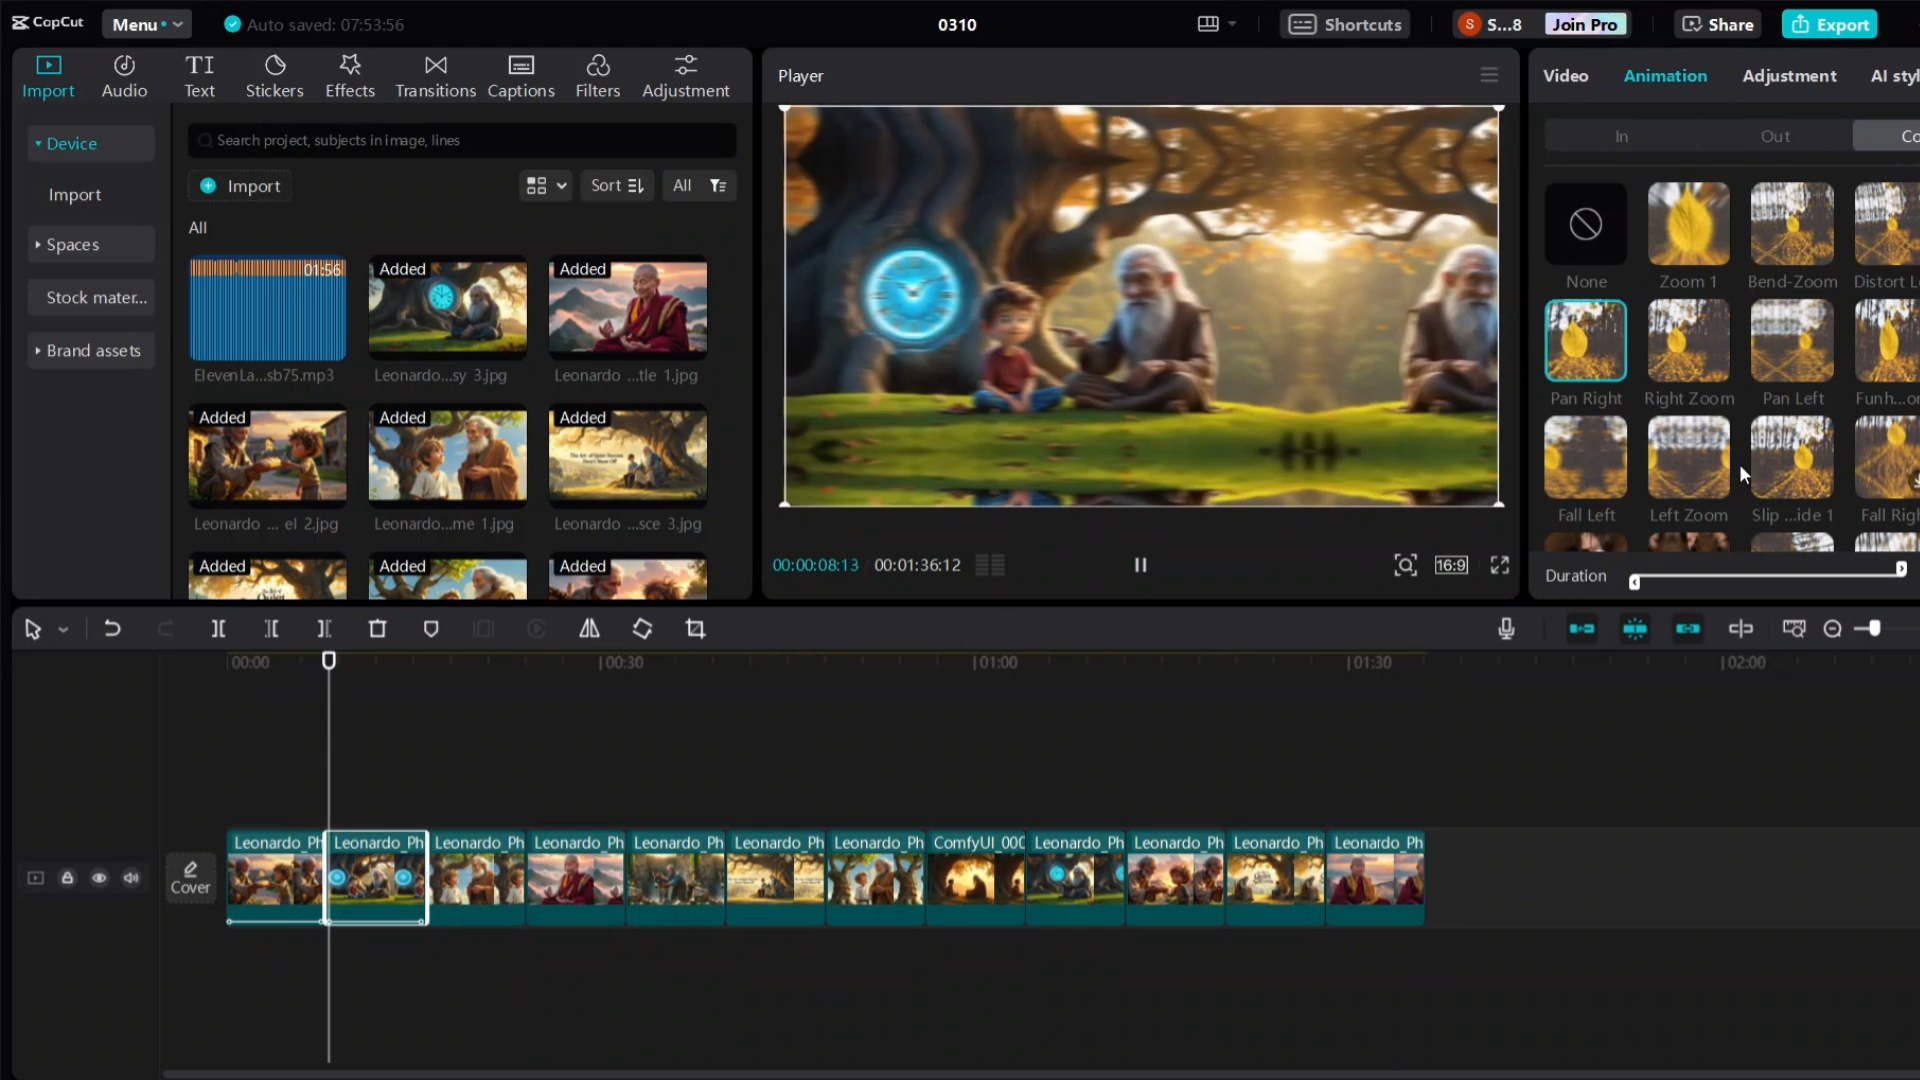 CapCut
Menu
Auto saved: 07:53:56
0310
Shortcuts
S
S...8
Join Pro
Share
Export
Import
Audio
TI
Text
Stickers
Effects
Transitions
Captions
Filters
Adjustment
Device
Import
Spaces
Stock mater...
Brand assets
Search project, subjects in image, lines
Import
Sort
All
All
01:56
Added
Added
ElevenLa...sb75.mp3
Leonardo...sy 3.jpg
Leonardo ...tle 1.jpg
Added
Added
Added
Leonardo ... el 2.jpg
Leonardo...me 1.jpg
Leonardo ...sce 3.jpg
Added
Added
Added
Player
00:00:08:13
00:01:36:12
16:9
Video
Animation
Adjustment
AI styl
In
Out
Co
None
Zoom 1
Bend-Zoom
Distort L
Pan Right
Right Zoom
Pan Left
Funh...or
Fall Left
Left Zoom
Slip ...ide 1
Fall Righ
Duration
00:00
00:30
01:00
01:30
02:00
Cover
Leonardo_Ph
Leonardo_Ph
Leonardo_Ph
Leonardo_Ph
Leonardo_Ph
Leonardo_Ph
Leonardo_Ph
ComfyUI_000
Leonardo_Ph
Leonardo_Ph
Leonardo_Ph
Leonardo_Ph